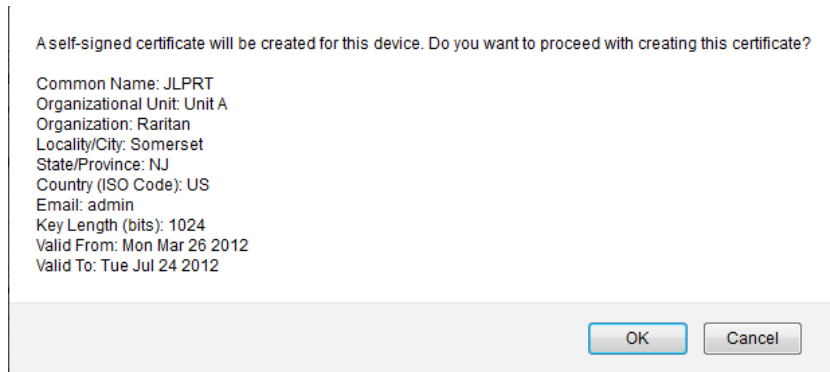 A self-signed certificate will be created for this device. Do you want to proceed with creating this certificate?
Common Name: JLPRT
Organizational Unit: Unit A
Organization: Raritan
Locality/City: Somerset
State/Province: NJ
Country (ISO Code): US
Email: admin
Key Length (bits): 1024
Valid From: Mon Mar 26 2012
Valid To: Tue Jul 24 2012
OK Cancel